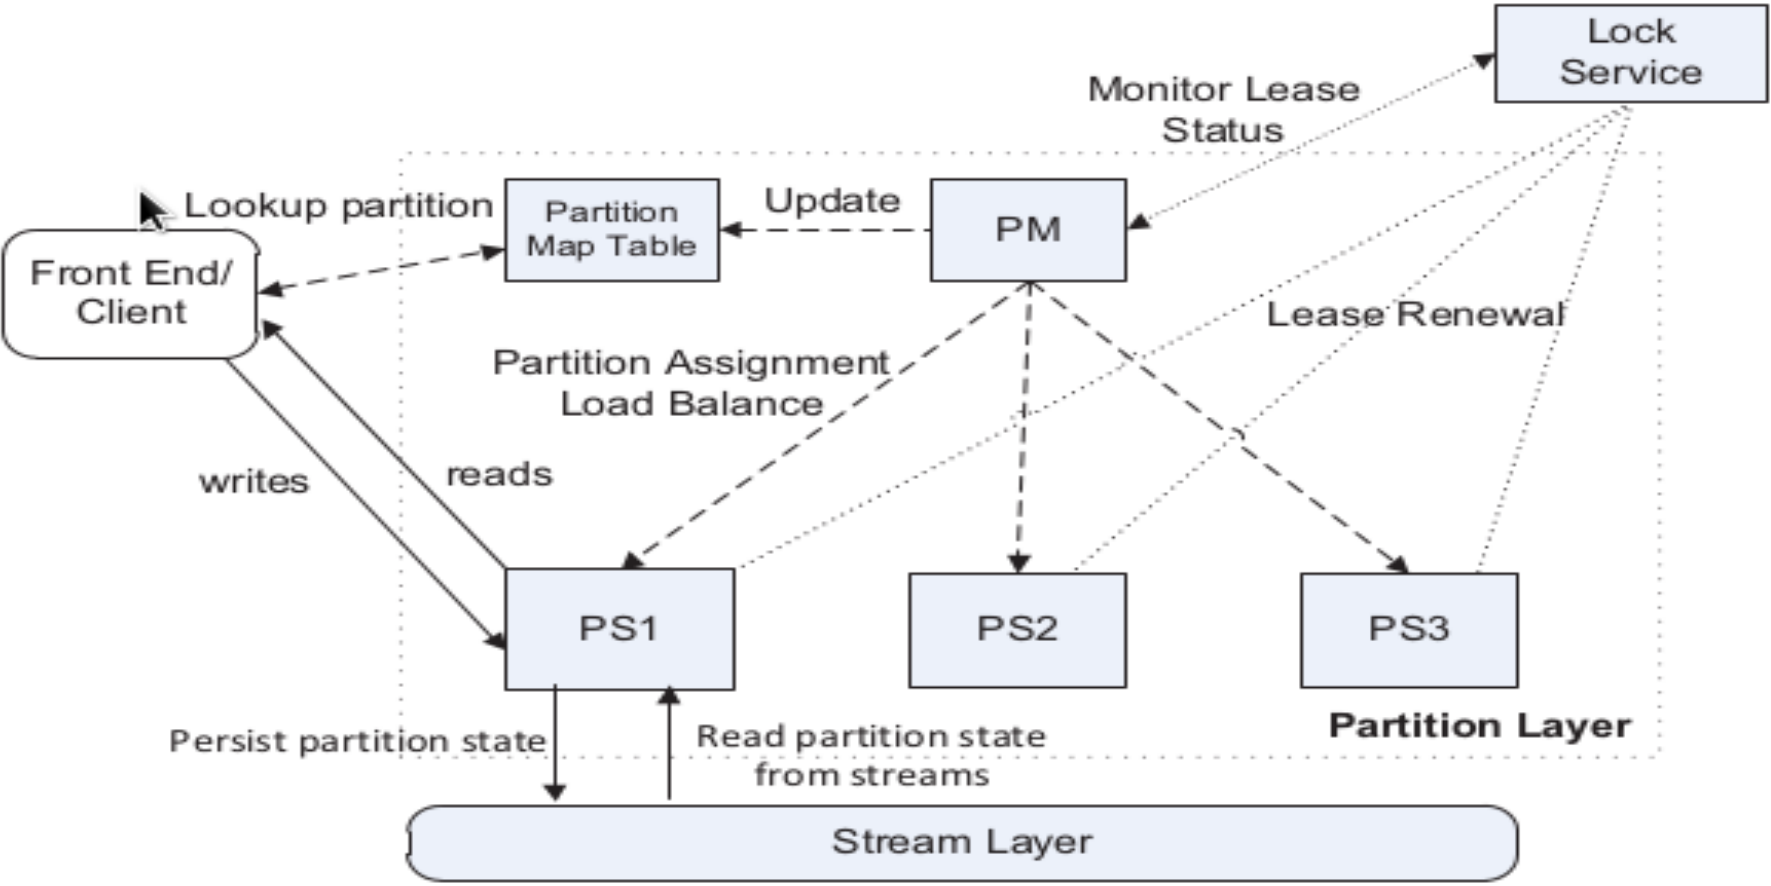 Lock
Service
Monitor Lease
Status
Lookup partition
Partition
Map Table
Update
PM
Front End/
Client
Lease Renewal
Partition Assignment
Load Balance
writes
reads
PS1
PS2
PS3
Partition Layer
Persist partition state
Read partition state
from streams
Stream Layer